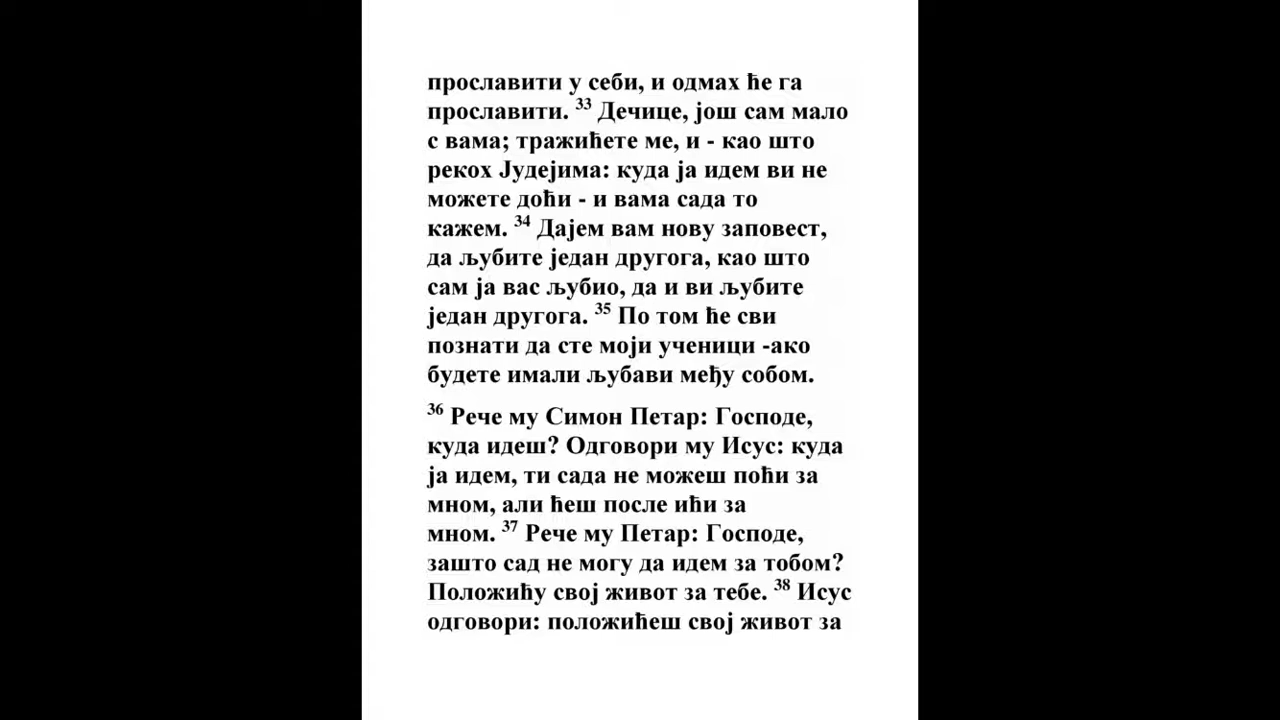 прославити у себи, и одмах ће га
прославити. 33 Дечице, још сам мало
с вама; тражићете ме, и - као што
рекох Јудејима: куда ја идем ви не
можете доћи - и вама сада то
кажем. 34 Дајем вам нову заповест,
да љубите један другога, као што
сам ја вас љубио, да и ви љубите
један другога. 35 По том ће сви
познати да сте моји ученици -ако
будете имали љубави међу собом.
36 Рече му Симон Петар: Господе,
куда идеш? Одговори му Исус: куда
ја идем, ти сада не можеш поћи за
мном, али ћеш после ићи за
мном. 37 Рече му Петар: Господе,
зашто сад не могу да идем за тобом?
Положићу свој живот за тебе. 38 Исус
одговори: положићеш свој живот за